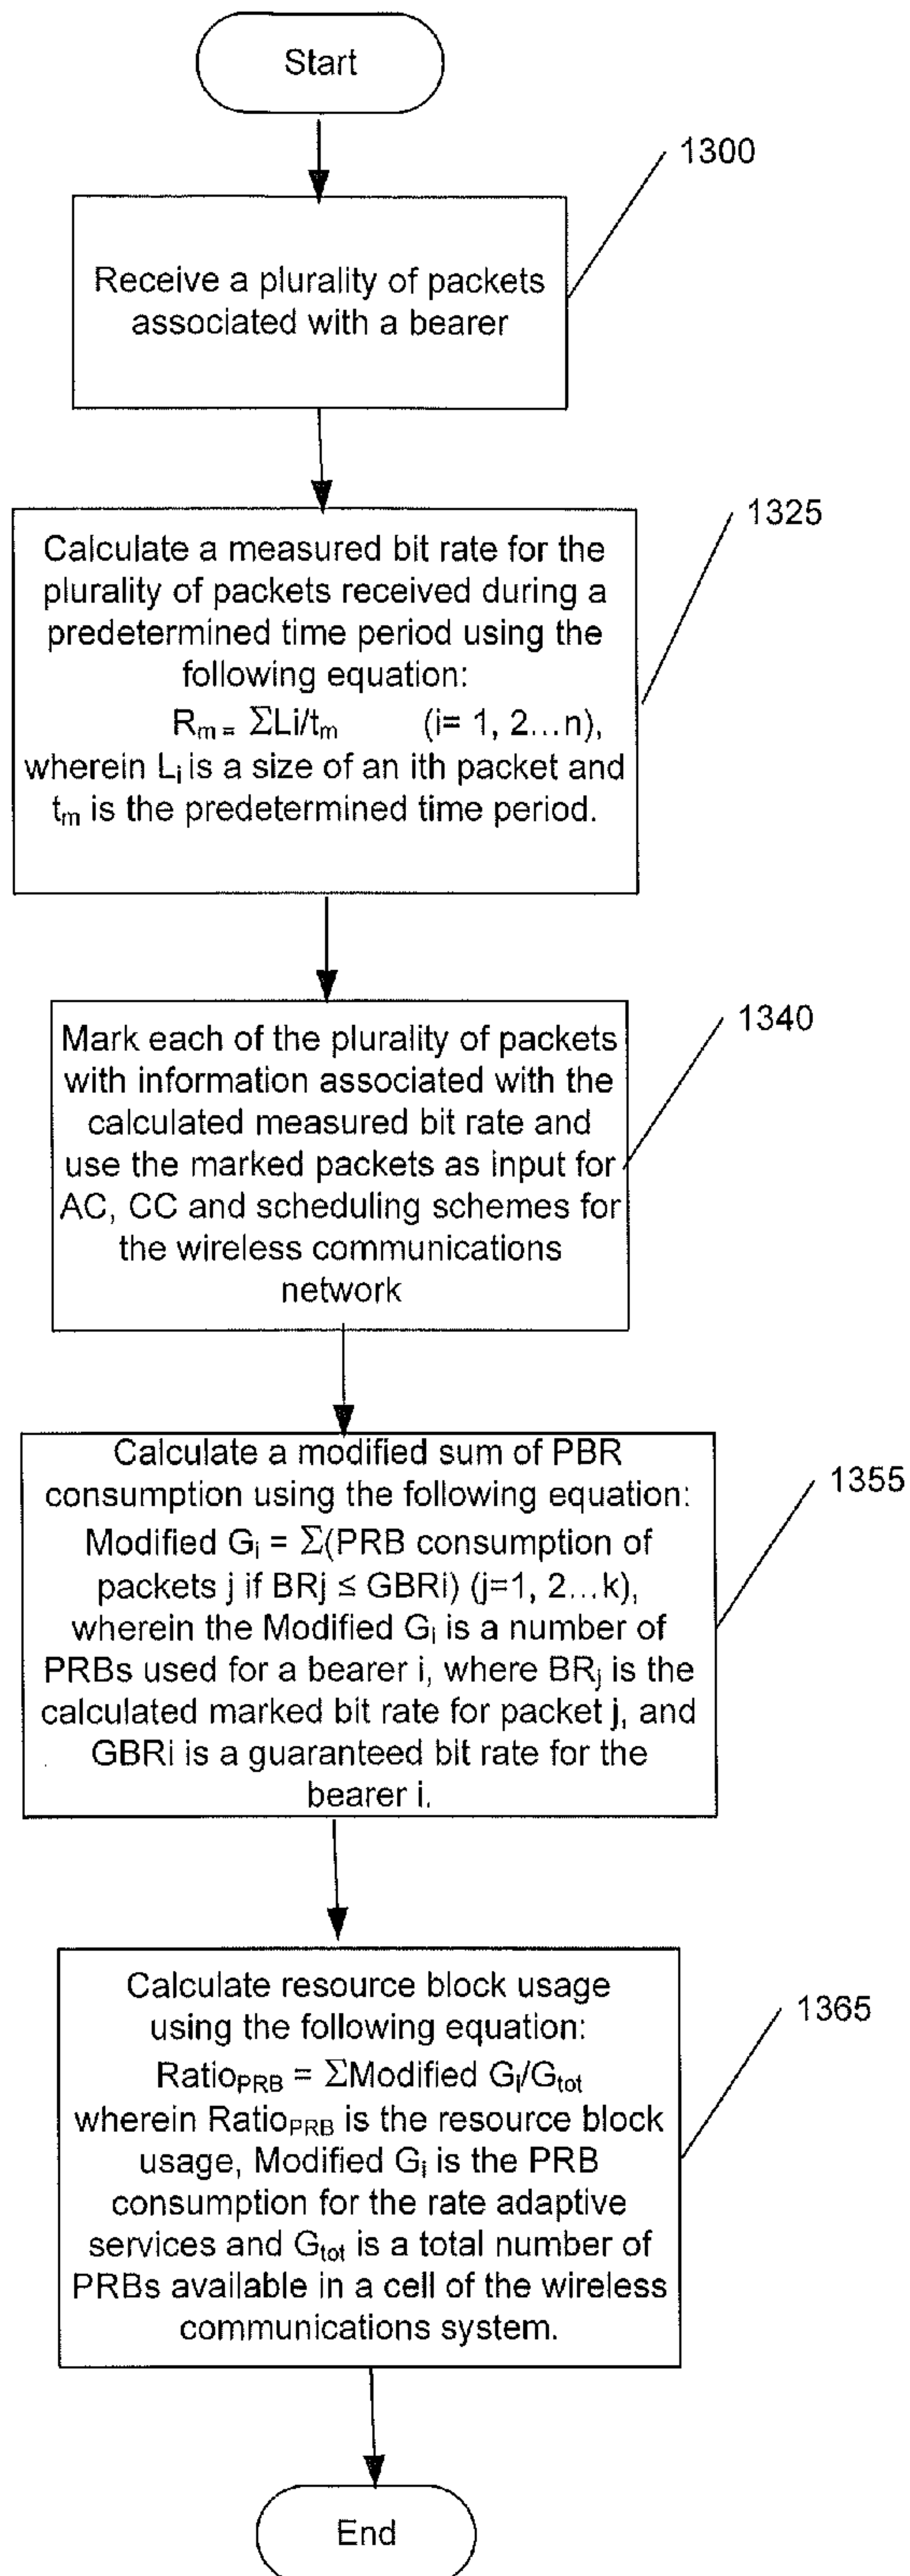 Start
1300
Receive a plurality of packets
associated with a bearer
1325
Calculate a measured bit rate for the
plurality of packets received during a
predetermined time period using the
following equation:
Rm = ΣLi/tm (i= 1, 2...n),
wherein Li is a size of an ith packet and
tm is the predetermined time period.
1340
Mark each of the plurality of packets
with information associated with the
calculated measured bit rate and
use the marked packets as input for
AC, CC and scheduling schemes for
the wireless communications
network
1355
Calculate a modified sum of PBR
consumption using the following equation:
Modified Gi = Σ(PRB consumption of
packets j if BRj ≤ GBRi) (j=1, 2...k),
wherein the Modified Gi is a number of
PRBs used for a bearer i, where BRj is the
calculated marked bit rate for packet j, and
GBRi is a guaranteed bit rate for the
bearer i.
1365
Calculate resource block usage
using the following equation:
RatioPRB = ΣModified Gi/Gtot
wherein RatioPRB is the resource block
usage, Modified Gi is the PRB
consumption for the rate adaptive
services and Gtot is a total number of
PRBs available in a cell of the wireless
communications system.
End